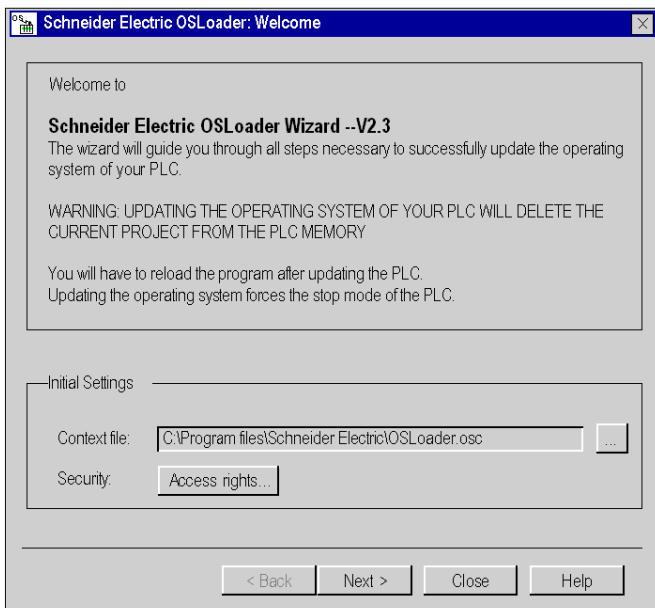 Schneider Electric OSLoader: Welcome
Welcome to
Schneider Electric OSLoader Wizard --V2.3
The wizard will guide you through all steps necessary to successfully update the operating
system of your PLC.
WARNING: UPDATING THE OPERATING SYSTEM OF YOUR PLC WILL DELETE THE
CURRENT PROJECT FROM THE PLC MEMORY
You will have to reload the program after updating the PLC.
Updating the operating system forces the stop mode of the PLC.
Initial Settings
Context file: C:\Program files\Schneider Electric\OSLoader.osc ...
Security: Access rights...
< Back Next > Close Help